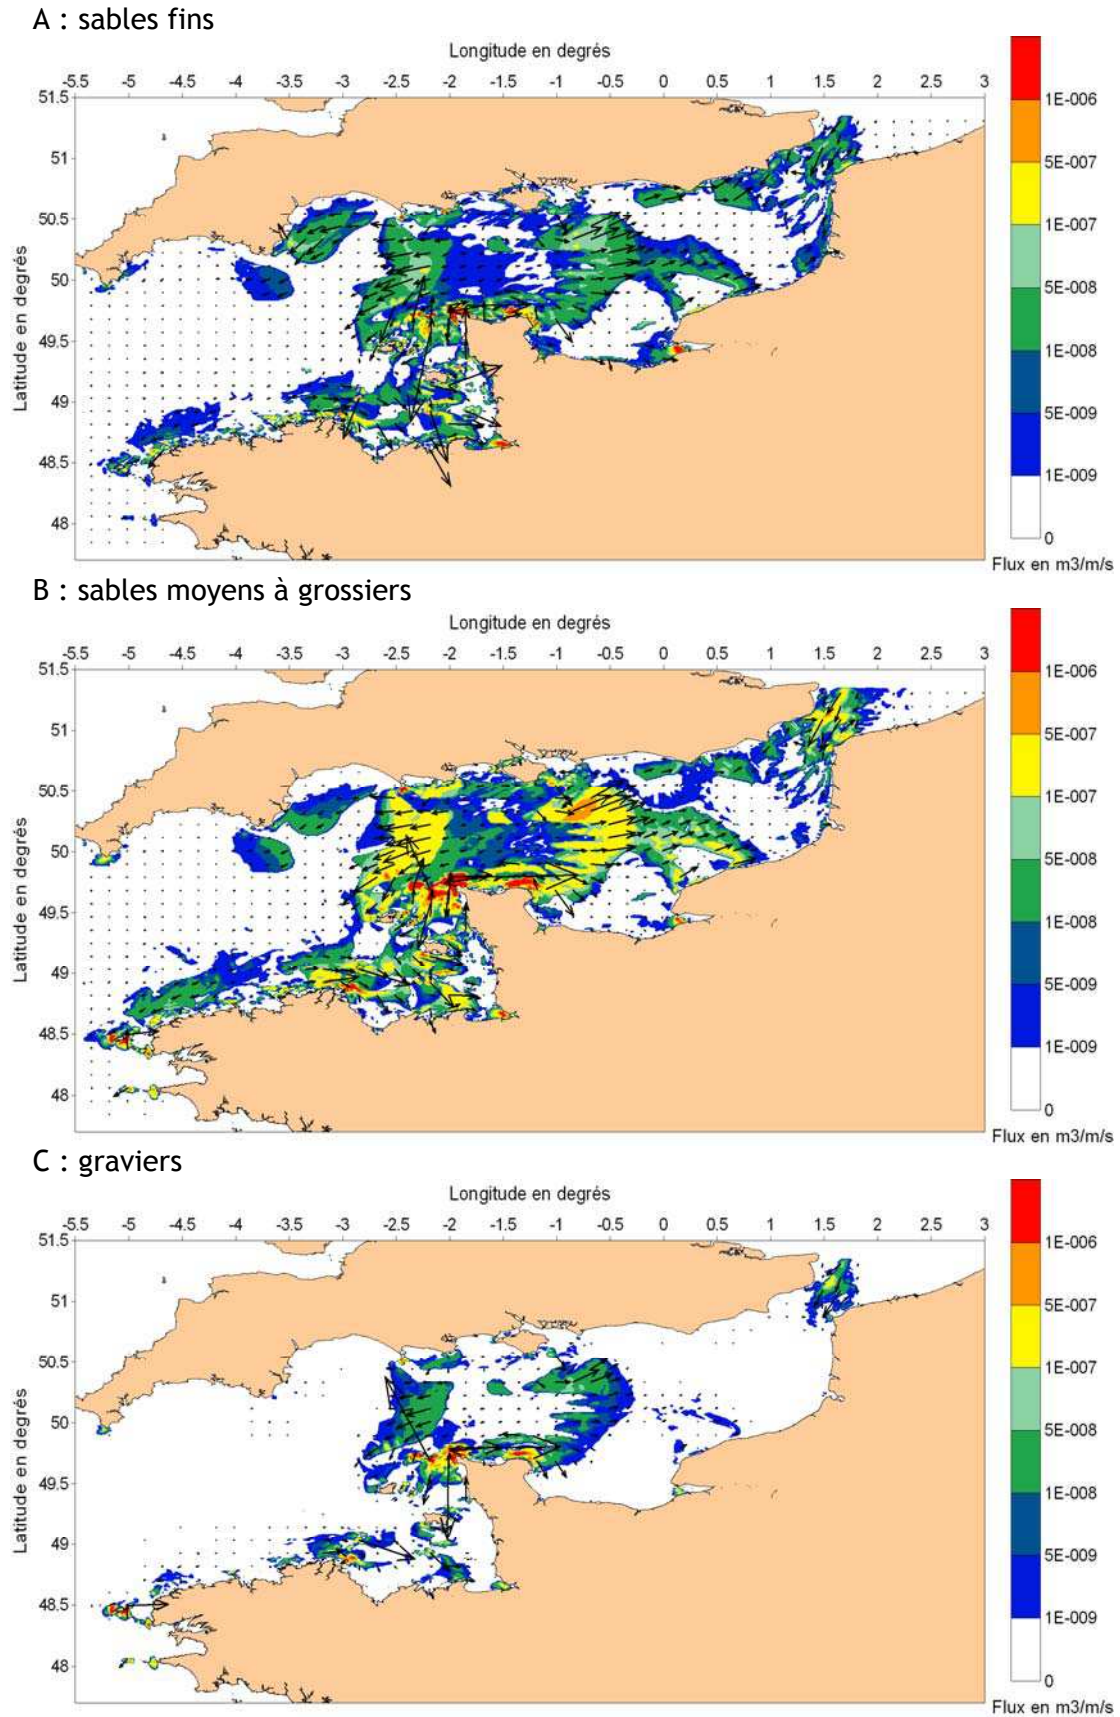 A : sables fins
Longitude en degrés
-5.5 -5 -4.5 -4 -3.5 -3 -2.5 -2 -1.5 -1 -0.5 0 0.5 1 1.5 2 2.5 3
51.5
51
50.5
50
49.5
49
48.5
48
Latitude en degrés
1E-006
5E-007
1E-007
5E-008
1E-008
5E-009
1E-009
0
Flux en m3/m/s
B : sables moyens à grossiers
Longitude en degrés
-5.5 -5 -4.5 -4 -3.5 -3 -2.5 -2 -1.5 -1 -0.5 0 0.5 1 1.5 2 2.5 3
51.5
51
50.5
50
49.5
49
48.5
48
Latitude en degrés
1E-006
5E-007
1E-007
5E-008
1E-008
5E-009
1E-009
0
Flux en m3/m/s
C : graviers
Longitude en degrés
-5.5 -5 -4.5 -4 -3.5 -3 -2.5 -2 -1.5 -1 -0.5 0 0.5 1 1.5 2 2.5 3
51.5
51
50.5
50
49.5
49
48.5
48
Latitude en degrés
1E-006
5E-007
1E-007
5E-008
1E-008
5E-009
1E-009
0
Flux en m3/m/s